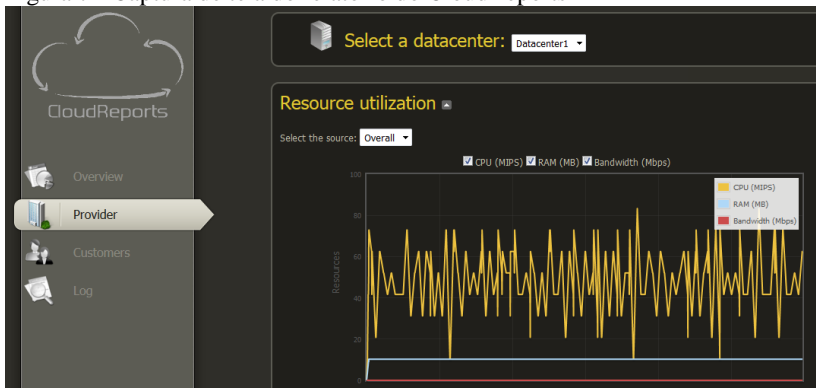 Select a datacenter: Datacenter1
CloudReports
Overview
Provider
Customers
Log
Resource utilization
Select the source: Overall
CPU (MIPS) RAM (MB) Bandwidth (Mbps)
100
80
60
40
20
0
Resources
CPU (MIPS)
RAM (MB)
Bandwidth (Mbps)